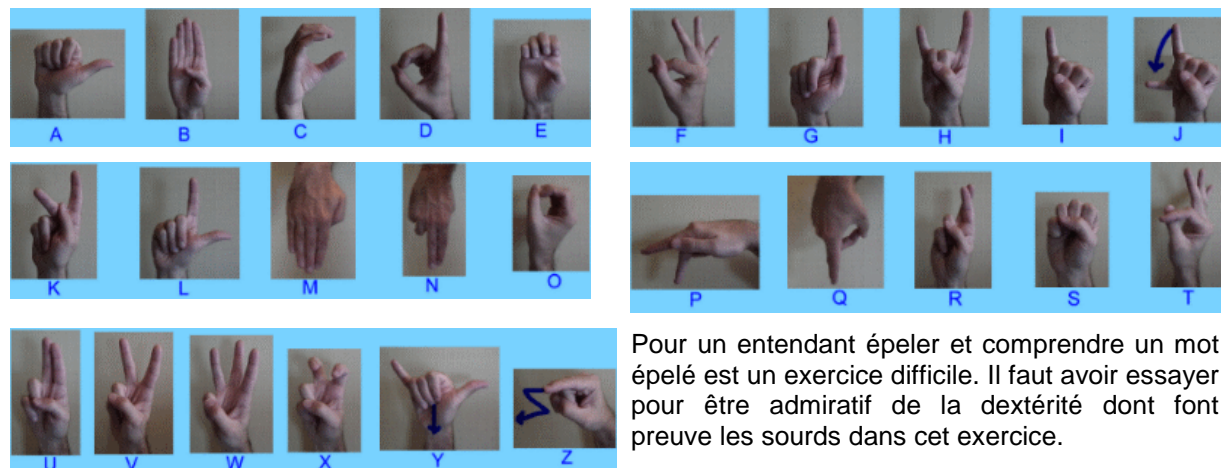 A B C D E
F G H I J
K L M N O
P Q R S T
U V W X Y Z
Pour un entendant épeler et comprendre un mot
épelé est un exercice difficile. Il faut avoir essayer
pour être admiratif de la dextérité dont font
preuve les sourds dans cet exercice.